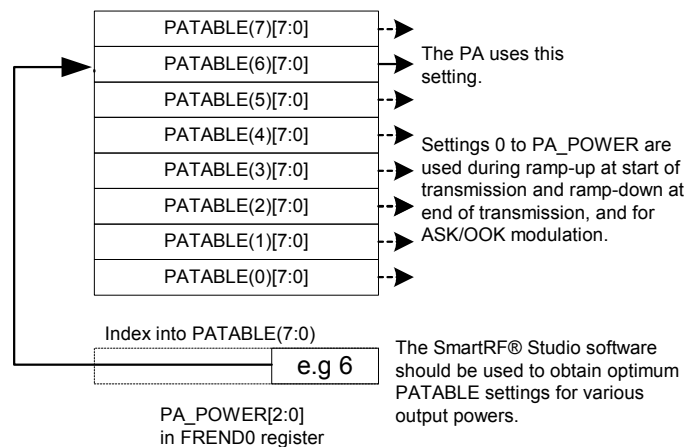 PATABLE(7)[7:0]
PATABLE(6)[7:0]
The PA uses this
setting.
PATABLE(5)[7:0]
PATABLE(4)[7:0]
PATABLE(3)[7:0]
PATABLE(2)[7:0]
PATABLE(1)[7:0]
PATABLE(0)[7:0]
Settings 0 to PA_POWER are
used during ramp-up at start of
transmission and ramp-down at
end of transmission, and for
ASK/OOK modulation.
Index into PATABLE(7:0)
e.g 6
PA_POWER[2:0]
in FREND0 register
The SmartRF® Studio software
should be used to obtain optimum
PATABLE settings for various
output powers.